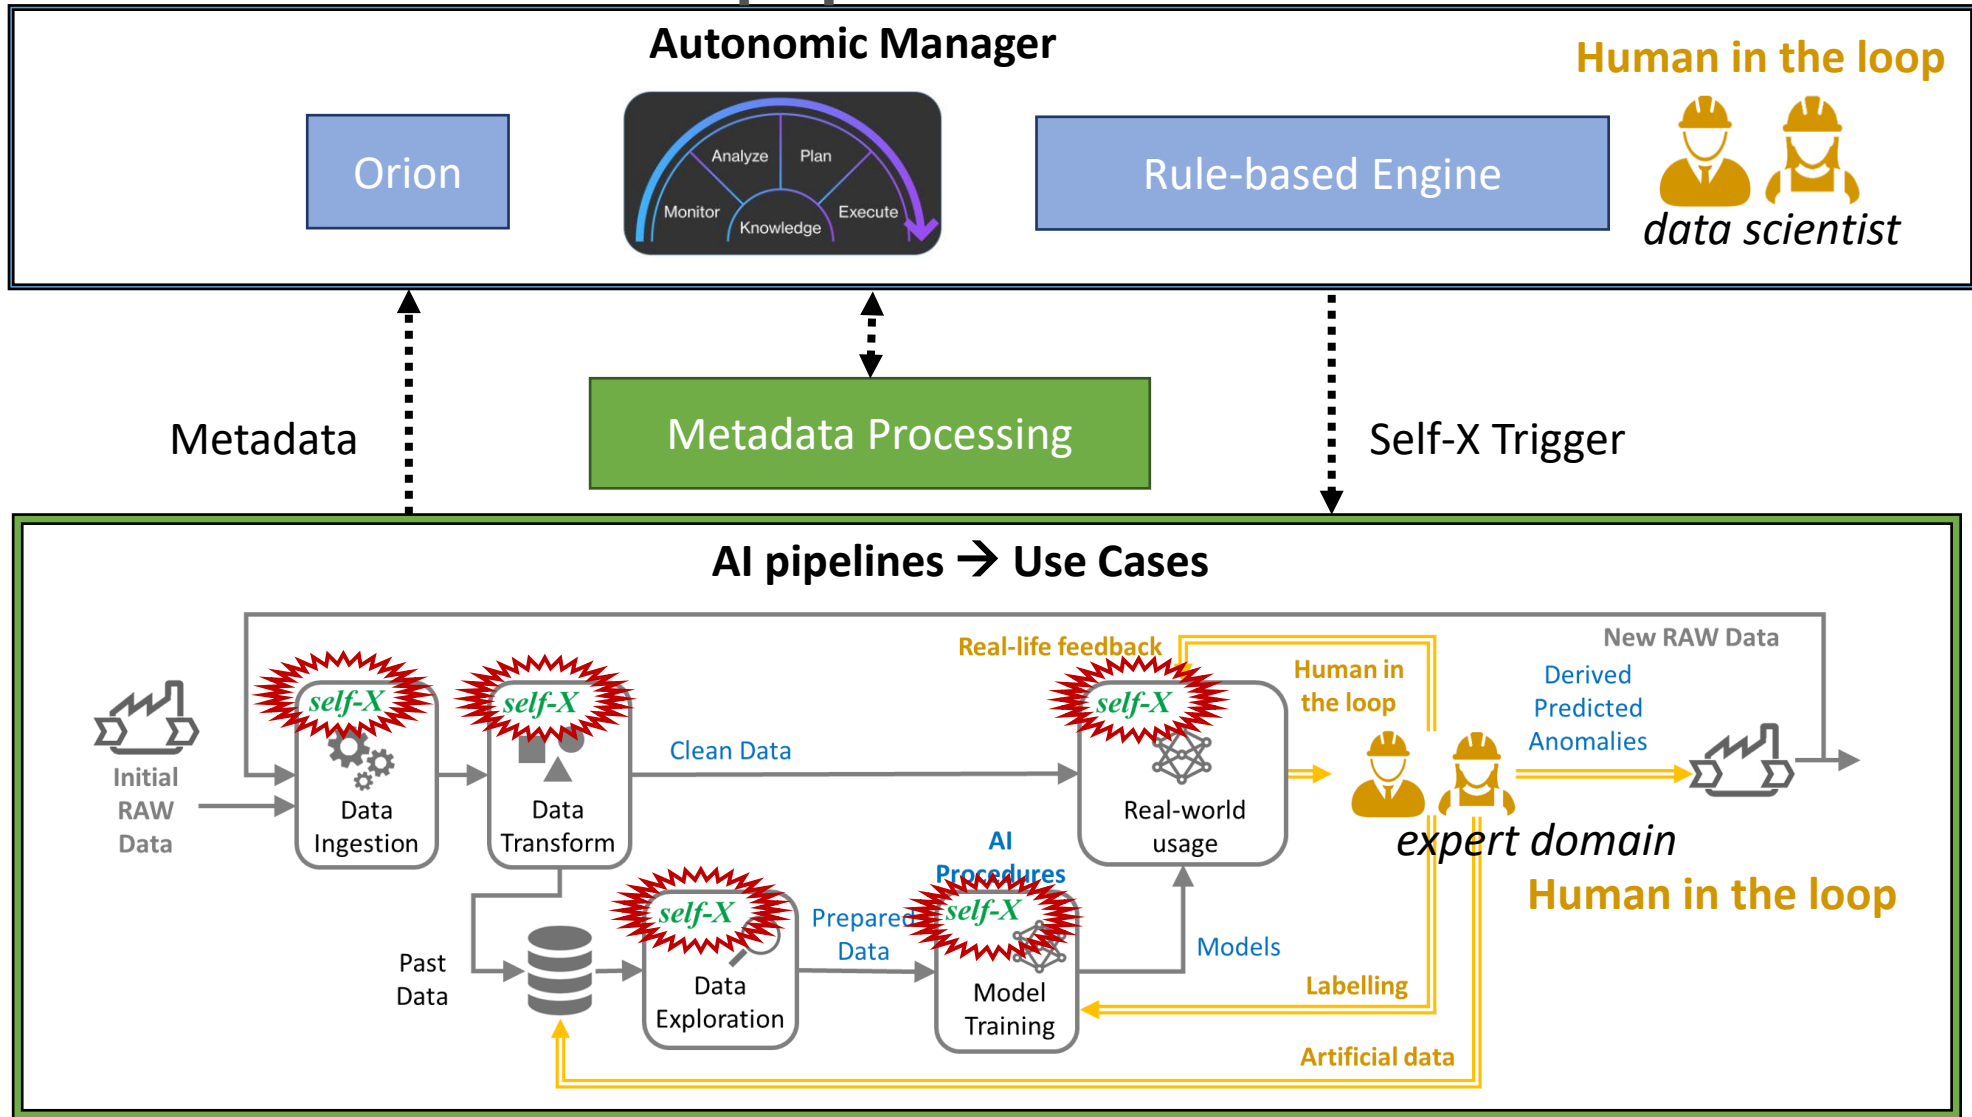 Autonomic Manager
Human in the loop
Orion
Analyze
Plan
Monitor
Knowledge
Execute
Rule-based Engine
data scientist
Metadata
Metadata Processing
Self-X Trigger
AI pipelines → Use Cases
Real-life feedback
New RAW Data
Human in
the loop
Derived
Predicted
Anomalies
self-X
self-X
self-X
Initial
RAW
Data
Data
Ingestion
Data
Transform
Clean Data
Real-world
usage
expert domain
Human in the loop
AI
Procedures
self-X
self-X
Prepared
Data
Past
Data
Data
Exploration
Model
Training
Models
Labelling
Artificial data